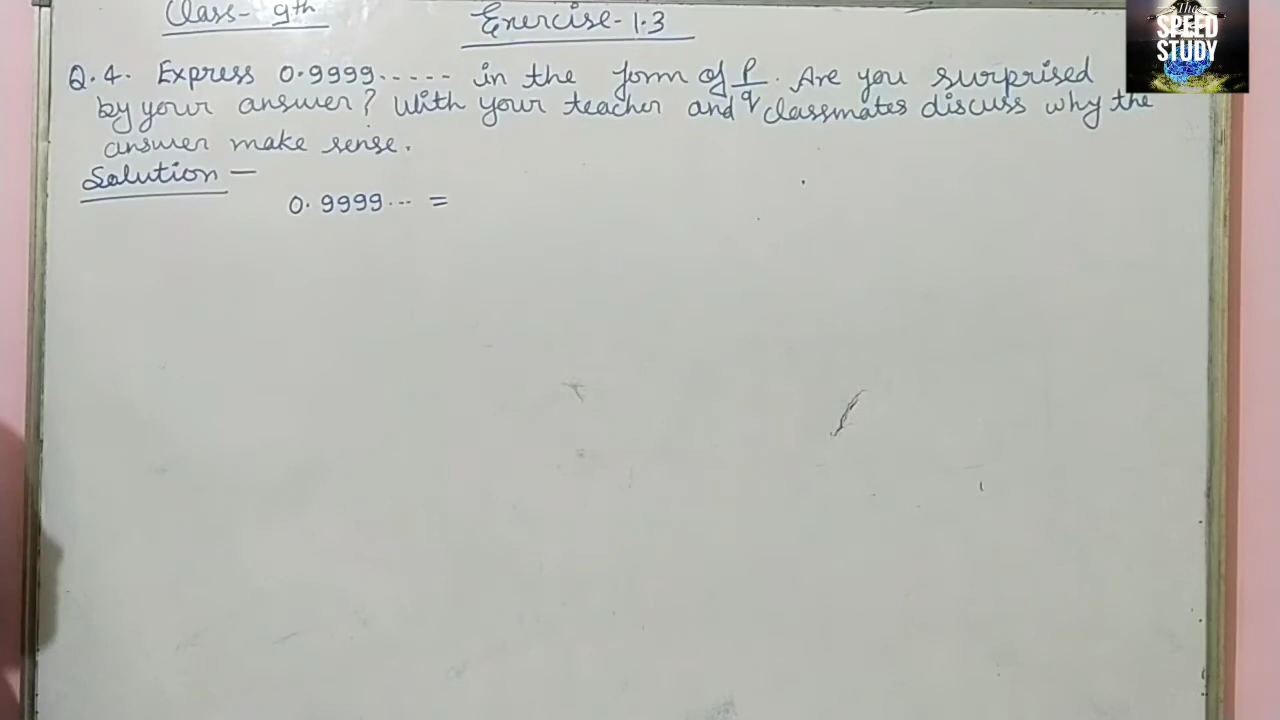 Class- 9th
Exercise-1.3
The
SPEED
STUDY
Q.4. Express 0.9999..... in the form of p/q. Are you surprised
by your answer? With your teacher and classmates discuss why the
answer make sense.
Solution —
0.9999... =